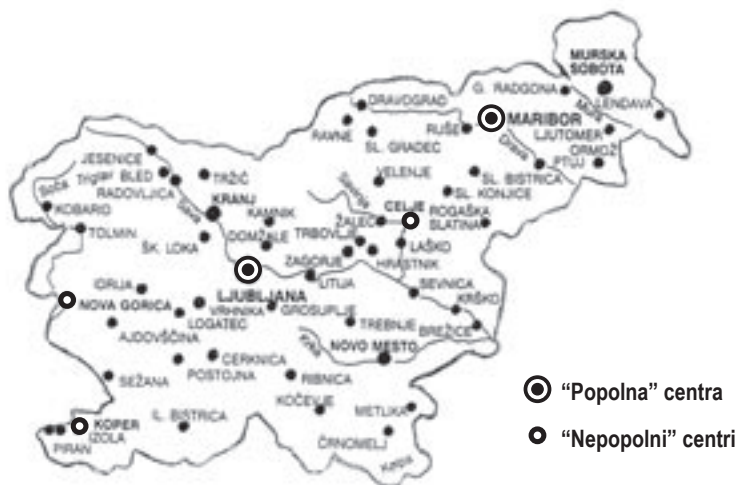 MURSKA
SOBOTA
G. RADGONA
LENDAVA
DRAVOGRAD
MARIBOR
Mura
RAVNE
RUŠE
LJUTOMER
SL. GRADEC
Drava
ORMOŽ
PTUJ
JESENICE
Triglav BLED
TRŽIČ
VELENJE
SL. BISTRICA
Soča
RADOVLJICA
Savinja
SL. KONJICE
KRANJ
Sava
KAMNIK
CELJE
KOBARID
ŽALEC
ROGAŠKA
SLATINA
TOLMIN
ŠK. LOKA
DOMŽALE
TRBOVLJE
LAŠKO
ZAGORJE
HRASTNIK
LITIJA
IDRIJA
SEVNICA
LJUBLJANA
NOVA GORICA
VRHNIKA
GROSUPLJE
KRŠKO
LOGATEC
TREBNJE
BREŽICE
AJDOVŠČINA
Krka
NOVO MESTO
CERKNICA
POSTOJNA
SEŽANA
RIBNICA
“Popolna” centra
KOČEVJE
METLIKA
KOPER
IL. BISTRICA
IZOLA
“Nepopolni” centri
PIRAN
ČRNOMELJ
Kolpa